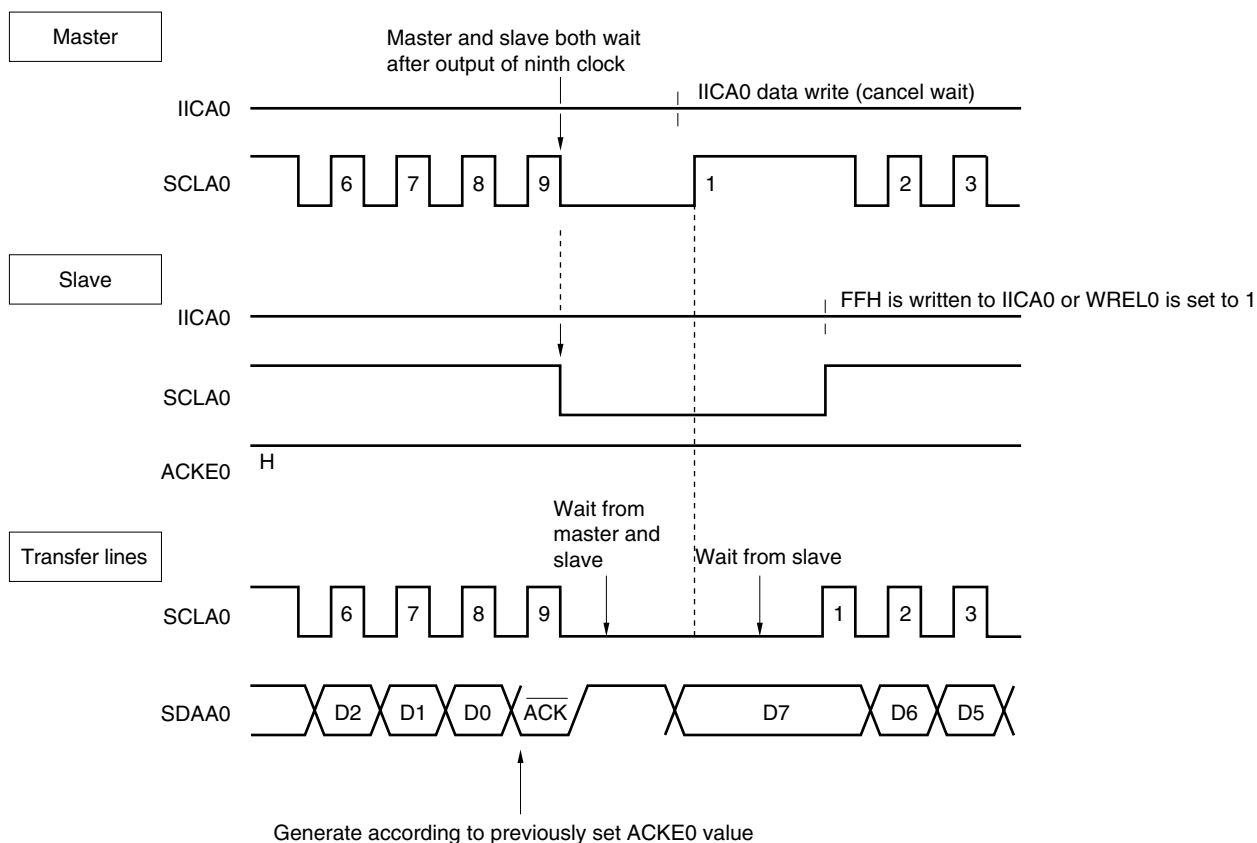 Master
Master and slave both wait
after output of ninth clock
IICA0
IICA0 data write (cancel wait)
SCLA0
6 7 8 9 1 2 3
Slave
FFH is written to IICA0 or WREL0 is set to 1
IICA0
SCLA0
ACKE0
H
Wait from
master and
slave
Transfer lines
Wait from slave
SCLA0
6 7 8 9 1 2 3
SDAA0
D2 D1 D0 ACK D7 D6 D5
Generate according to previously set ACKE0 value